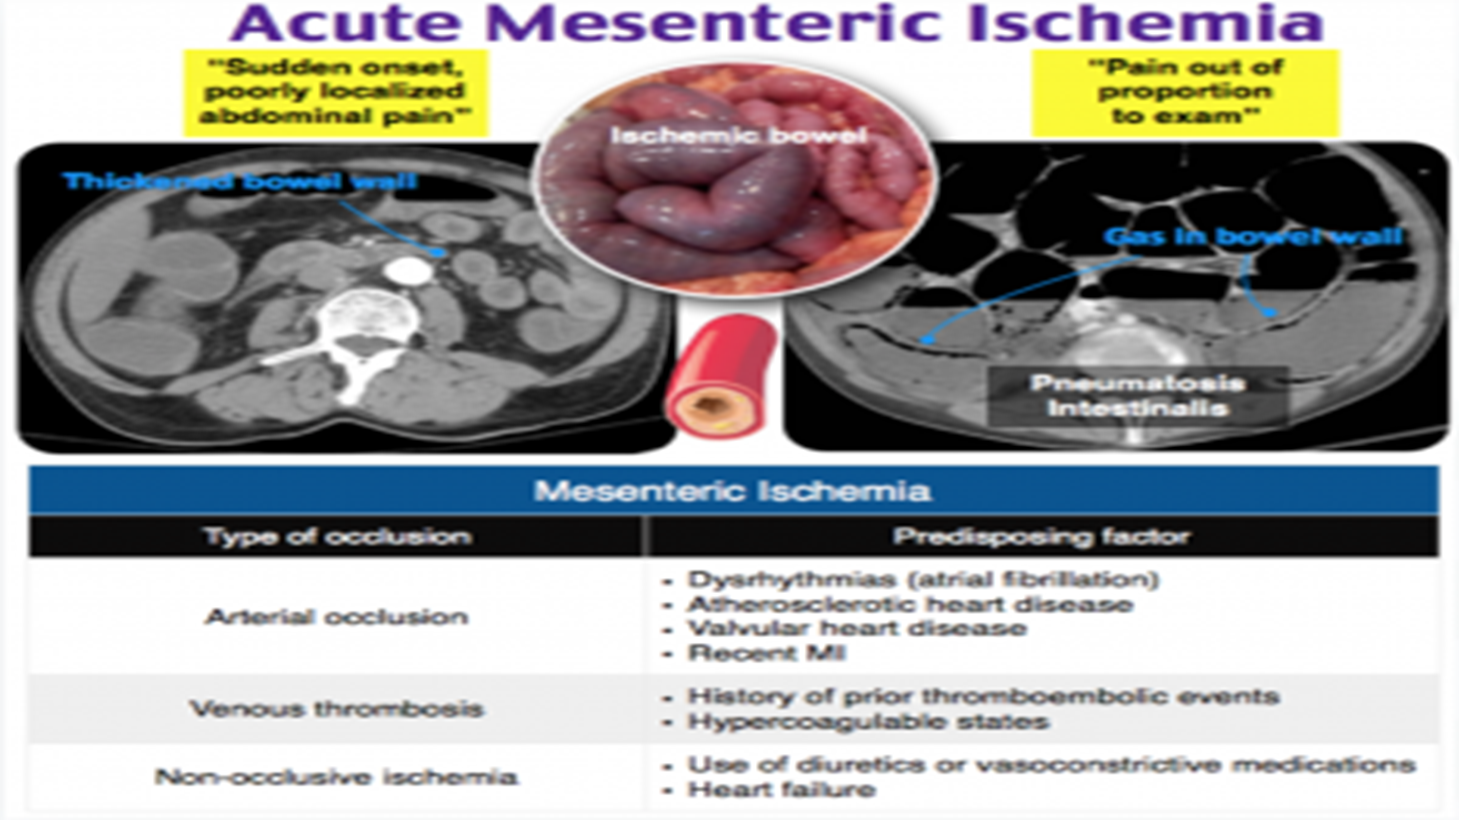 Acute Mesenteric Ischemia
"Sudden onset,
poorly localized
abdominal pain"
"Pain out of
proportion
to exam"
Ischemic bowel
Thickened bowel wall
Gas in bowel wall
Pneumatosis
Intestinalis
Mesenteric Ischemia
Type of occlusion
Predisposing factor
Arterial occlusion
- Dysrhythmias (atrial fibrillation)
- Atherosclerotic heart disease
- Valvular heart disease
- Recent MI
Venous thrombosis
- History of prior thromboembolic events
- Hypercoagulable states
Non-occlusive ischemia
- Use of diuretics or vasoconstrictive medications
- Heart failure